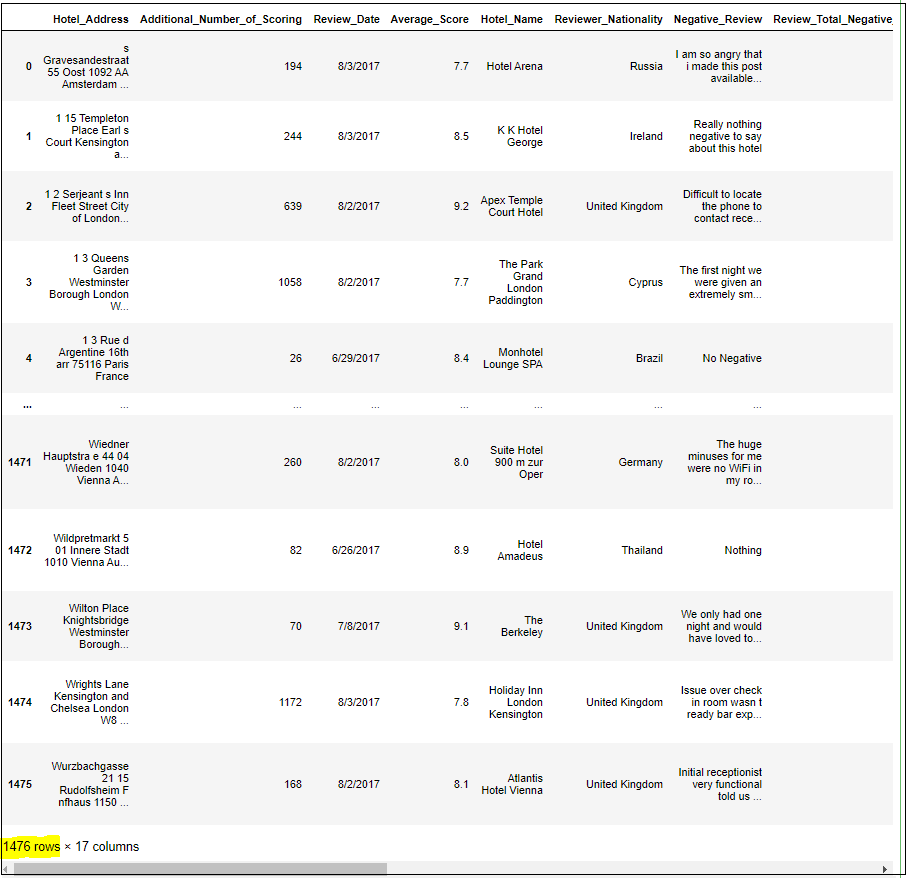 Hotel_Address Additional_Number_of_Scoring Review_Date Average_Score Hotel_Name Reviewer_Nationality Negative_Review Review_Total_Negative_
0 s Gravesandestraat 55 Oost 1092 AA Amsterdam ... 194 8/3/2017 7.7 Hotel Arena Russia I am so angry that i made this post available...
1 1 15 Templeton Place Earl s Court Kensington a... 244 8/3/2017 8.5 K K Hotel George Ireland Really nothing negative to say about this hotel
2 1 2 Serjeant s Inn Fleet Street City of London... 639 8/2/2017 9.2 Apex Temple Court Hotel United Kingdom Difficult to locate the phone to contact rece...
3 1 3 Queens Garden Westminster Borough London W... 1058 8/2/2017 7.7 The Park Grand London Paddington Cyprus The first night we were given an extremely sm...
4 1 3 Rue d Argentine 16th arr 75116 Paris France 26 6/29/2017 8.4 Monhotel Lounge SPA Brazil No Negative
... ... ... ... ... ... ... ...
1471 Wiedner Hauptstra e 44 04 Wieden 1040 Vienna A... 260 8/2/2017 8.0 Suite Hotel 900 m zur Oper Germany The huge minuses for me were no WiFi in my ro...
1472 Wildpretmarkt 5 01 Innere Stadt 1010 Vienna Au... 82 6/26/2017 8.9 Hotel Amadeus Thailand Nothing
1473 Wilton Place Knightsbridge Westminster Borough... 70 7/8/2017 9.1 The Berkeley United Kingdom We only had one night and would have loved to...
1474 Wrights Lane Kensington and Chelsea London W8 ... 1172 8/3/2017 7.8 Holiday Inn London Kensington United Kingdom Issue over check in room wasn t ready bar exp...
1475 Wurzbachgasse 21 15 Rudolfsheim F nfhaus 1150 ... 168 8/2/2017 8.1 Atlantis Hotel Vienna United Kingdom Initial receptionist very functional told us ...
1476 rows × 17 columns